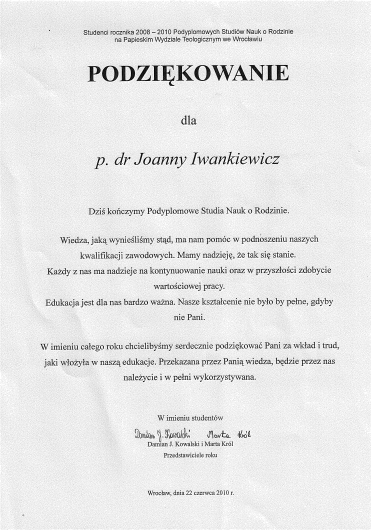 Studenci rocznika 2008 – 2010 Podyplomowych Studiów Nauk o Rodzinie
na Papieskim Wydziale Teologicznym we Wrocławiu
PODZIĘKOWANIE
dla
p. dr Joanny Iwankiewicz
Dziś kończymy Podyplomowe Studia Nauk o Rodzinie.
Wiedza, jaką wynieśliśmy stąd, ma nam pomóc w podnoszeniu naszych
kwalifikacji zawodowych. Mamy nadzieję, że tak się stanie.
Każdy z nas ma nadzieje na kontynuowanie nauki oraz w przyszłości zdobycie
wartościowej pracy.
Edukacja jest dla nas bardzo ważna. Nasze kształcenie nie było by pełne, gdyby
nie Pani.
W imieniu całego roku chcielibyśmy serdecznie podziękować Pani za wkład i trud,
jaki włożyła w naszą edukacje. Przekazana przez Panią wiedza, będzie przez nas
należycie i w pełni wykorzystywana.
W imieniu studentów
Damian J. Kowalski Marta Król
Damian J. Kowalski i Marta Król
Przedstawiciele roku
Wrocław, dnia 22 czerwca 2010 r.